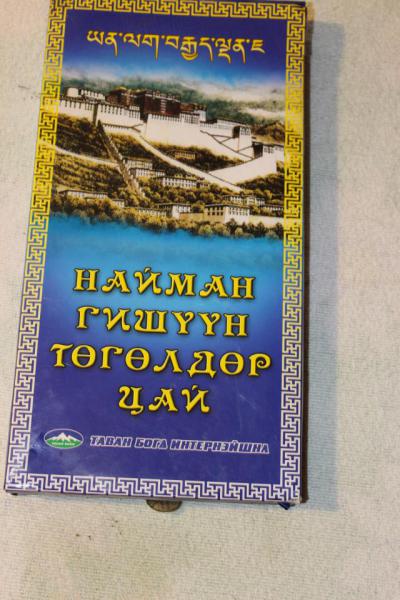 ཡན་ལག་བརྒྱད་ལྡན་ཇ
НАЙМАН
ГИШҮҮН
ТӨГӨЛДӨР
ЦАЙ
ТАВАН БОГД ИНТЕРНЭЙШНЛ